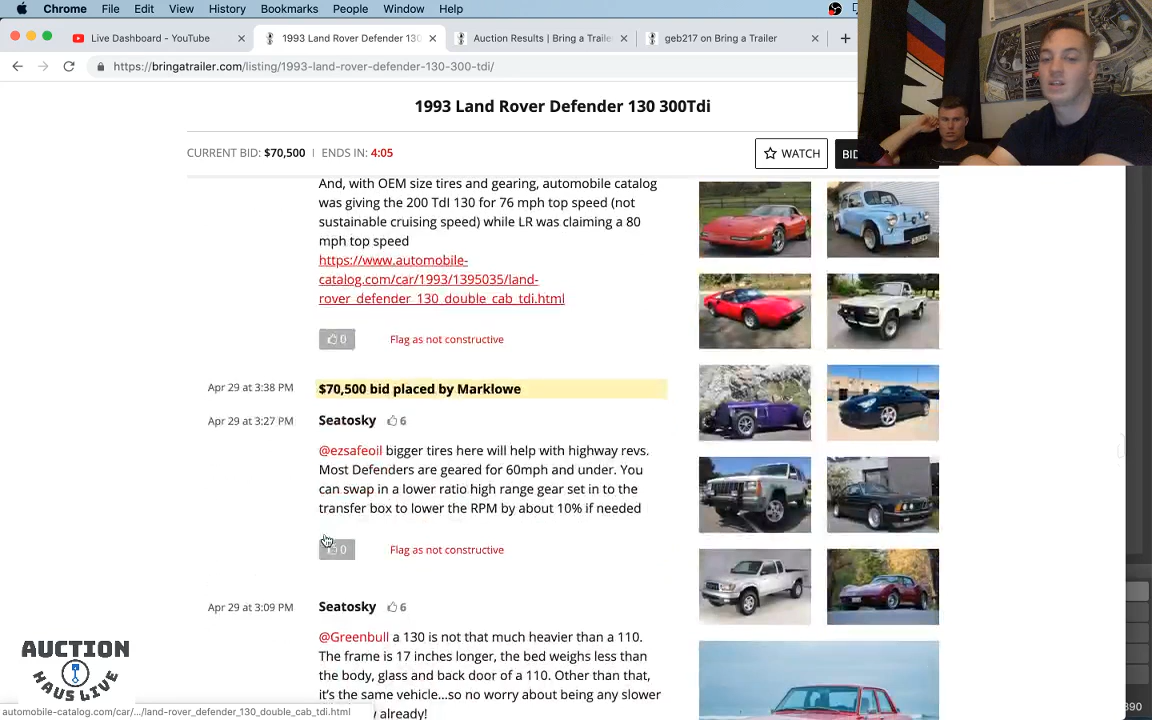 Chrome File Edit View History Bookmarks People Window Help
Live Dashboard - YouTube
1993 Land Rover Defender 130
Auction Results | Bring a Traile
geb217 on Bring a Trailer
https://bringatrailer.com/listing/1993-land-rover-defender-130-300-tdi/
1993 Land Rover Defender 130 300Tdi
CURRENT BID: $70,500 | ENDS IN: 4:05
WATCH
BID
And, with OEM size tires and gearing, automobile catalog
was giving the 200 TdI 130 for 76 mph top speed (not
sustainable cruising speed) while LR was claiming a 80
mph top speed
https://www.automobile-
catalog.com/car/1993/1395035/land-
rover_defender_130_double_cab_tdi.html
0 Flag as not constructive
Apr 29 at 3:38 PM
$70,500 bid placed by Marklowe
Apr 29 at 3:27 PM
Seatosky 6
@ezsafeoil bigger tires here will help with highway revs.
Most Defenders are geared for 60mph and under. You
can swap in a lower ratio high range gear set in to the
transfer box to lower the RPM by about 10% if needed
0 Flag as not constructive
Apr 29 at 3:09 PM
Seatosky 6
@Greenbull a 130 is not that much heavier than a 110.
The frame is 17 inches longer, the bed weighs less than
the body, glass and back door of a 110. Other than that,
it's the same vehicle...so no worry about being any slower
already!
AUCTION
HAUS LIVE
automobile-catalog.com/car/.../land-rover_defender_130_double_cab_tdi.html
390